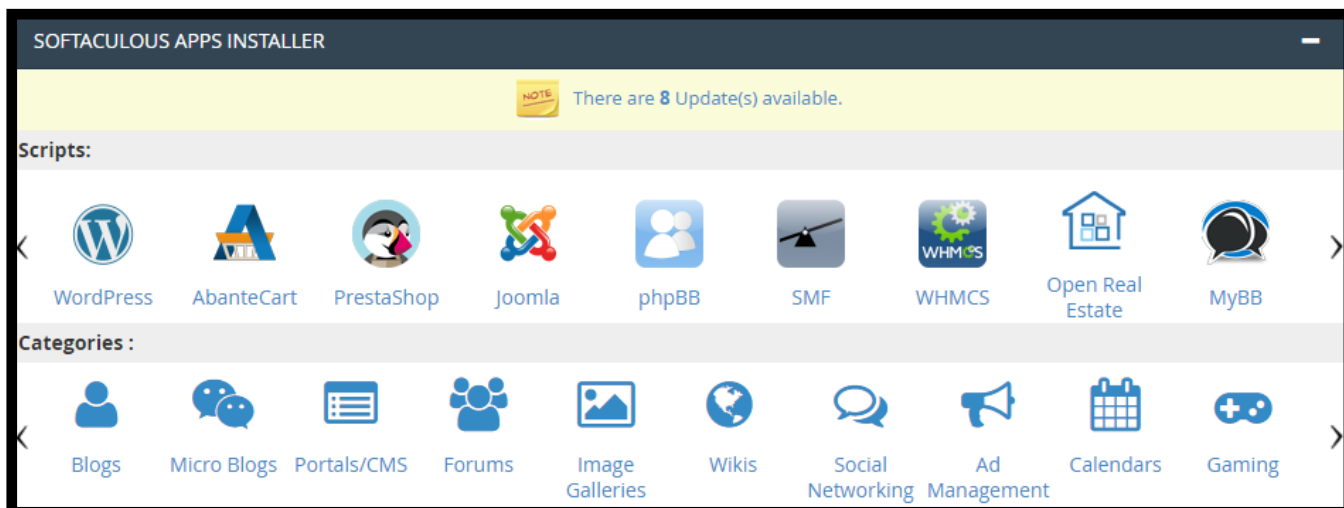 SOFTACULOUS APPS INSTALLER
NOTE There are 8 Update(s) available.
Scripts:
WHMCS
WordPress AbanteCart PrestaShop Joomla phpBB SMF WHMCS Open Real Estate MyBB
Categories :
Blogs Micro Blogs Portals/CMS Forums Image Galleries Wikis Social Networking Ad Management Calendars Gaming